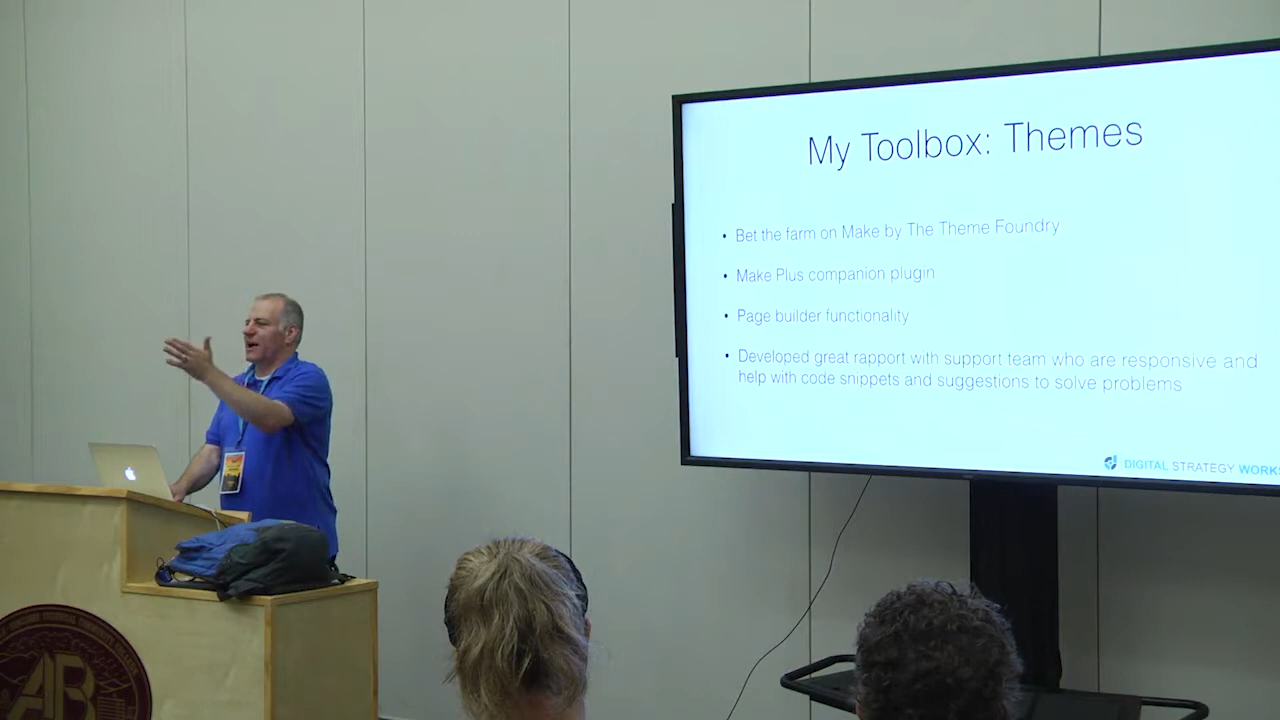 My Toolbox: Themes
• Bet the farm on Make by The Theme Foundry
• Make Plus companion plugin
• Page builder functionality
• Developed great rapport with support team who are responsive and
help with code snippets and suggestions to solve problems
DIGITAL STRATEGY WORKS